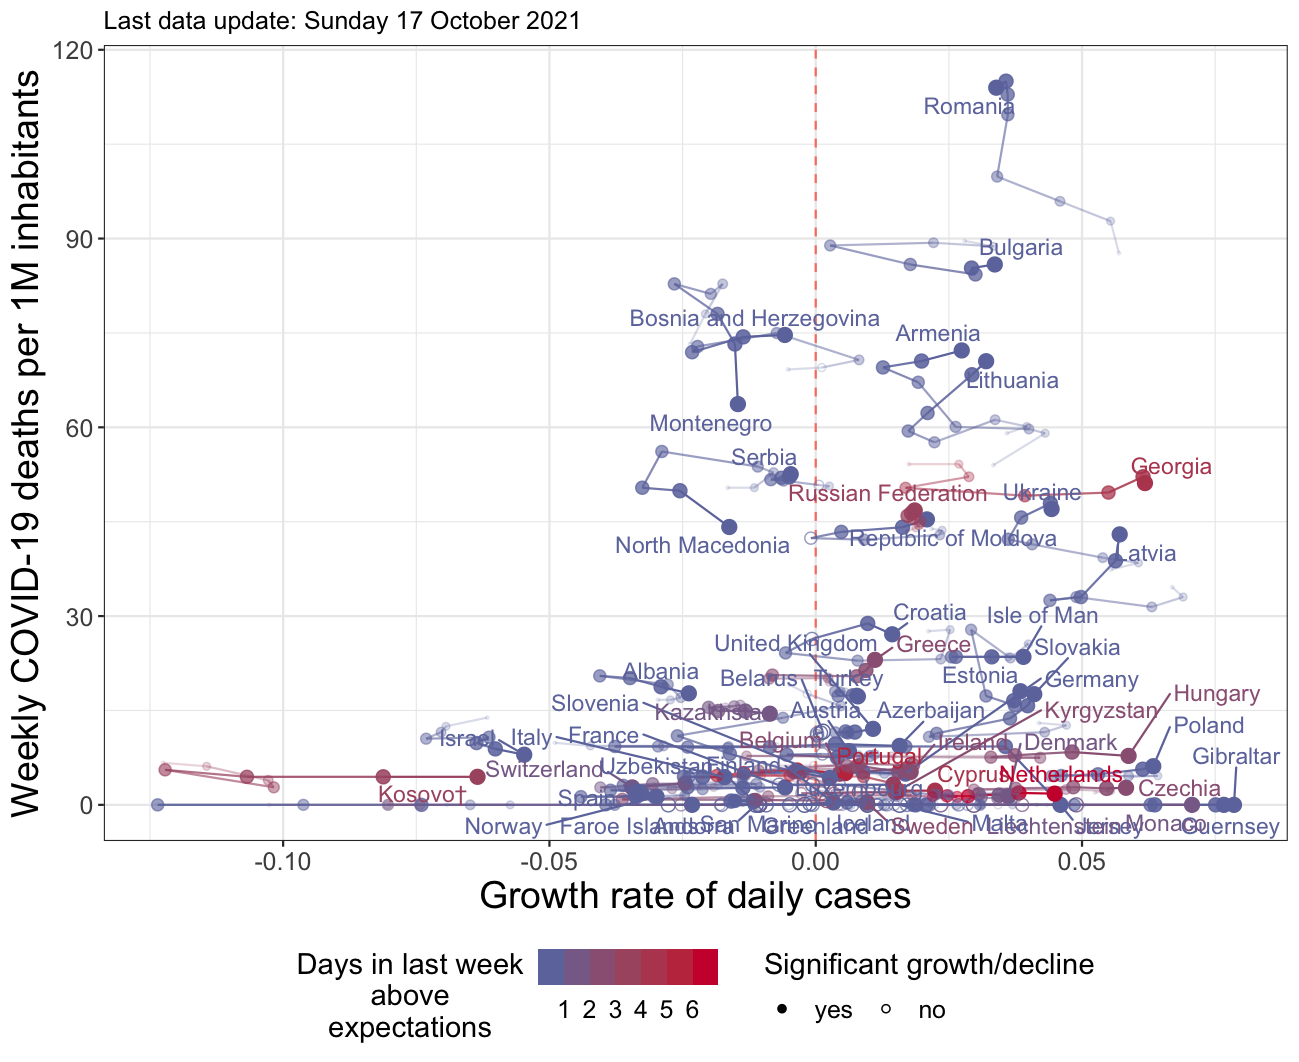 Last data update: Sunday 17 October 2021
Weekly COVID-19 deaths per 1M inhabitants
120
90
60
30
0
Romania
Bulgaria
Bosnia and Herzegovina
Armenia
Lithuania
Montenegro
Serbia
Georgia
Russian Federation
Ukraine
North Macedonia
Republic of Moldova
Latvia
Croatia
Isle of Man
United Kingdom
Greece
Slovakia
Albania
Belarus
Turkey
Estonia
Germany
Hungary
Slovenia
Kazakhstan
Austria
Azerbaijan
Kyrgyzstan
Poland
Israel
Italy
France
Belgium
Ireland
Denmark
Portugal
Gibraltar
Switzerland
Uzbekistan
Finland
Cyprus
Netherlands
Kosovo†
Spain
Luxembourg
Czechia
Norway
Faroe Islands
Andorra
San Marino
Greenland
Iceland
Sweden
Malta
Liechtenstein
Jersey
Monaco
Guernsey
-0.10
-0.05
0.00
0.05
Growth rate of daily cases
Days in last week
above
expectations
1 2 3 4 5 6
Significant growth/decline
yes
no